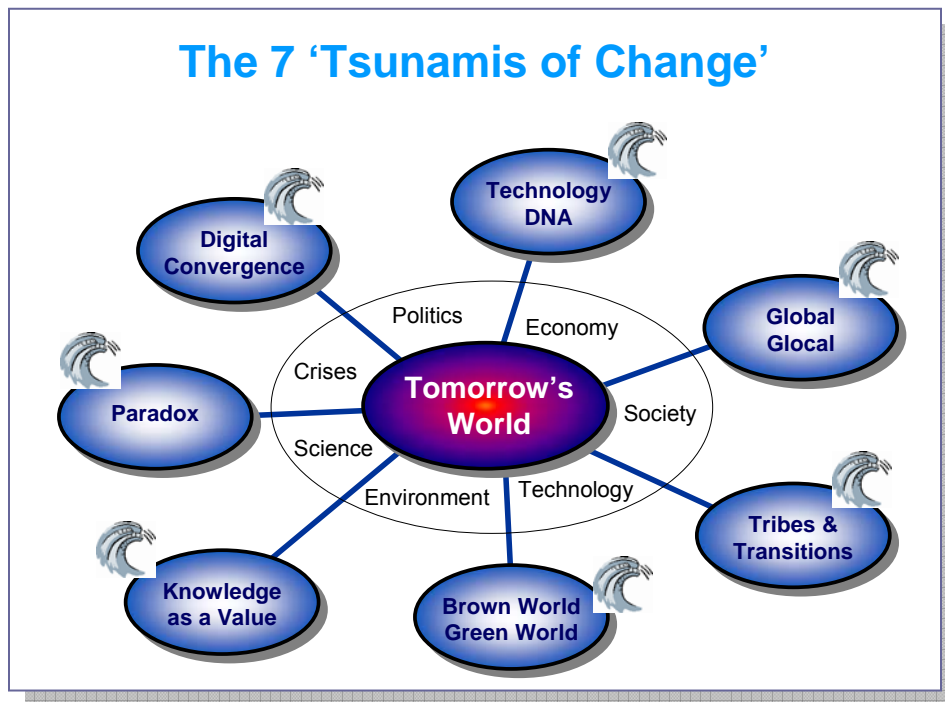 The 7 ‘Tsunamis of Change’
Technology
DNA
Digital
Convergence
Global
Glocal
Politics
Economy
Crises
Tomorrow’s
World
Paradox
Society
Science
Environment
Technology
Tribes &
Transitions
Knowledge
as a Value
Brown World
Green World